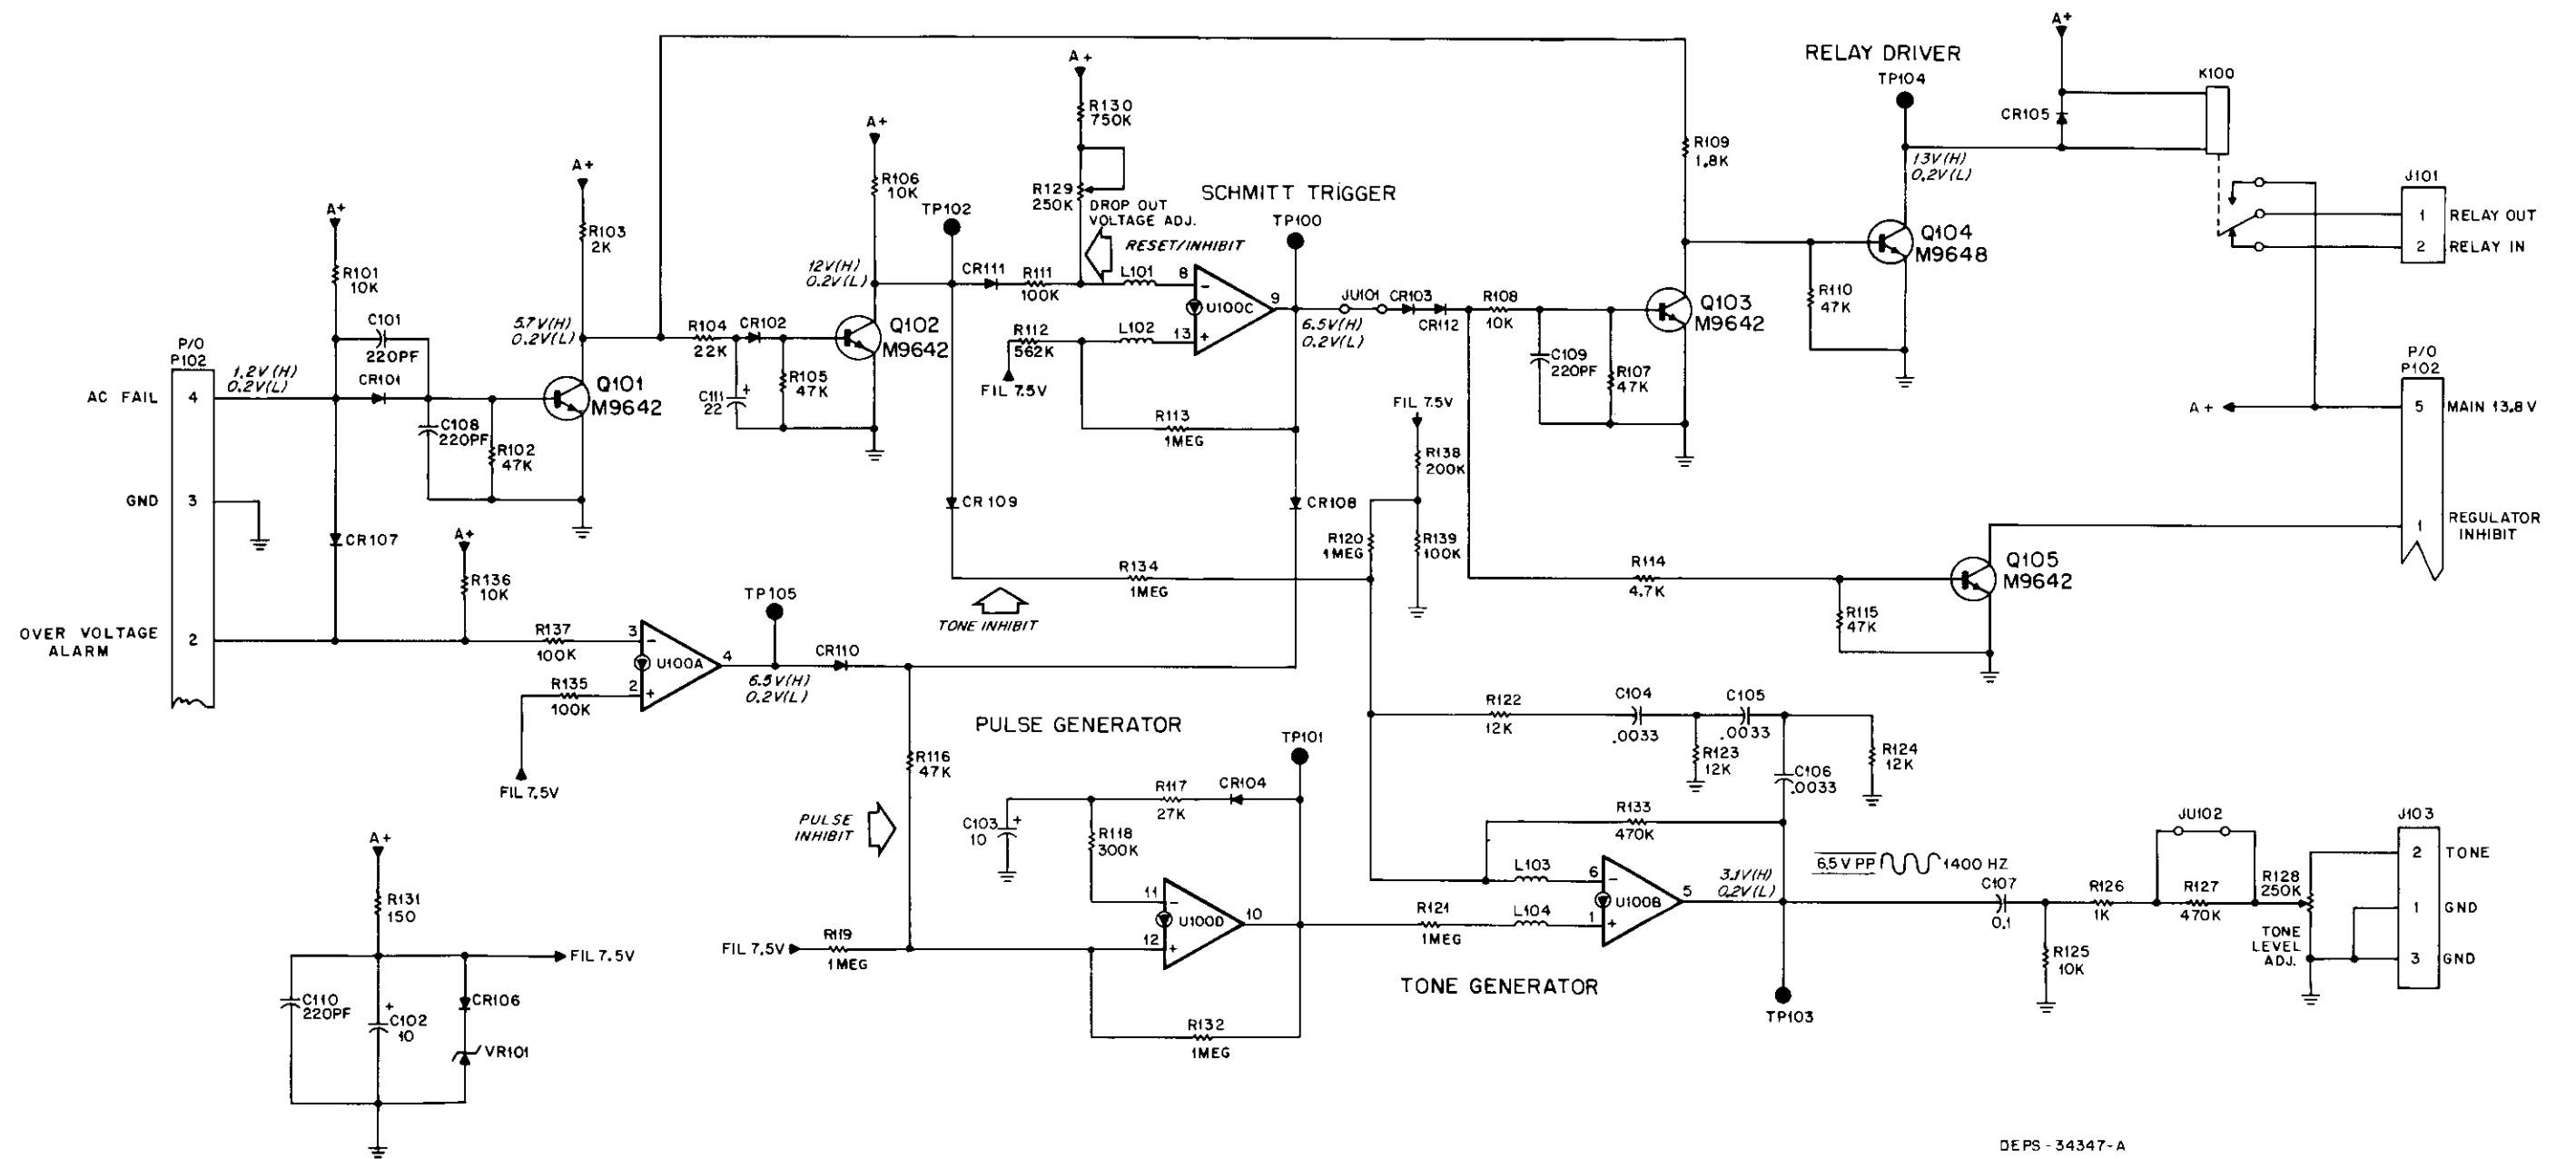 A+
RELAY DRIVER
TP104
K100
CR105
A+
R130
750K
A+
R106
10K
R129
250K
DROP OUT
VOLTAGE ADJ.
RESET/INHIBIT
SCHMITT TRIGGER
TP100
R109
1.8K
13V(H)
0.2V(L)
J101
1 RELAY OUT
2 RELAY IN
A+
R103
2K
A+
R101
10K
TP102
12V(H)
0.2V(L)
CR111
R111
100K
L101
8
−
U100C
9
13
+
L102
R112
562K
FIL 7.5V
R113
1MEG
JU101
CR103
CR112
6.5V(H)
0.2V(L)
R108
10K
C109
220PF
R107
47K
Q103
M9642
Q104
M9648
R110
47K
5.7V(H)
0.2V(L)
R104
22K
CR102
C111
22
+
R105
47K
Q102
M9642
C101
220PF
CR101
P/O
P102
1.2V(H)
0.2V(L)
AC FAIL 4
C108
220PF
R102
47K
Q101
M9642
GND 3
CR107
A+
R136
10K
OVER VOLTAGE
ALARM
2
R137
100K
R135
100K
FIL 7.5V
3
−
U100A
4
2
+
TP105
6.5V(H)
0.2V(L)
CR110
CR109
CR108
R134
1MEG
TONE INHIBIT
FIL 7.5V
R138
200K
R139
100K
R120
1MEG
R114
4.7K
R115
47K
Q105
M9642
P/O
P102
A+
5 MAIN 13.8V
1 REGULATOR
INHIBIT
R122
12K
C104
.0033
C105
.0033
R123
12K
C106
.0033
R124
12K
R133
470K
PULSE GENERATOR
TP101
R116
47K
PULSE
INHIBIT
R117
27K
CR104
C103
10
+
R118
300K
11
−
U100D
10
12
+
FIL 7.5V
R119
1MEG
R132
1MEG
R121
1MEG
L103
6
−
U100B
5
1
+
L104
TONE GENERATOR
3.1V(H)
0.2V(L)
TP103
6.5V PP
1400 HZ
C107
0.1
R125
10K
R126
1K
JU102
R127
470K
R128
250K
TONE
LEVEL
ADJ.
J103
2 TONE
1 GND
3 GND
A+
R131
150
FIL 7.5V
C110
220PF
+
C102
10
CR106
VR101
DEPS-34347-A